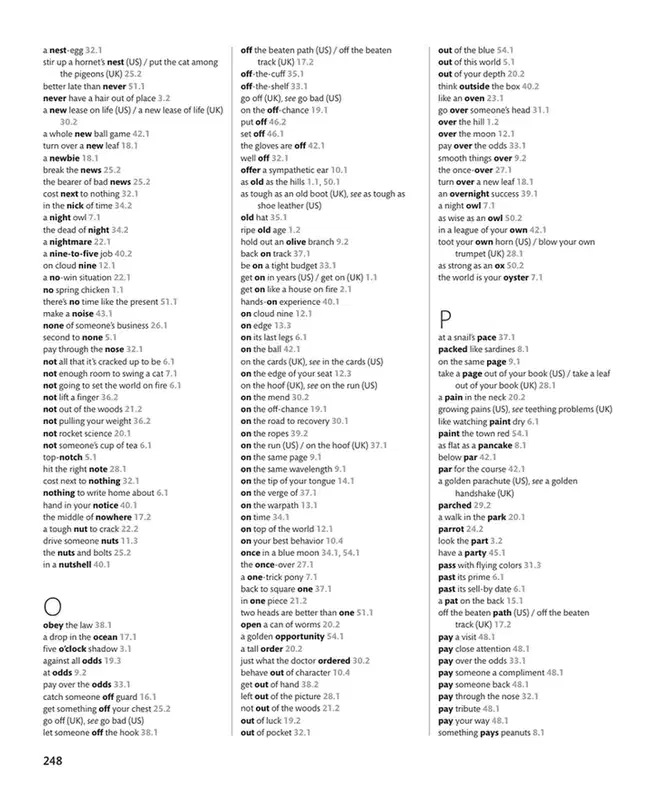 a nest-egg 32.1
stir up a hornet's nest (US) / put the cat among
the pigeons (UK) 25.2
better late than never 51.1
never have a hair out of place 3.2
a new lease on life (US) / a new lease of life (UK)
30.2
a whole new ball game 42.1
turn over a new leaf 18.1
a newbie 18.1
break the news 25.2
the bearer of bad news 25.2
cost next to nothing 32.1
in the nick of time 34.2
a night owl 7.1
the dead of night 34.2
a nightmare 22.1
a nine-to-five job 40.2
on cloud nine 12.1
a no-win situation 22.1
no spring chicken 1.1
there's no time like the present 51.1
make a noise 43.1
none of someone's business 26.1
second to none 5.1
pay through the nose 32.1
not all that it's cracked up to be 6.1
not enough room to swing a cat 7.1
not going to set the world on fire 6.1
not lift a finger 36.2
not out of the woods 21.2
not pulling your weight 36.2
not rocket science 20.1
not someone's cup of tea 6.1
top-notch 5.1
hit the right note 28.1
cost next to nothing 32.1
nothing to write home about 6.1
hand in your notice 40.1
the middle of nowhere 17.2
a tough nut to crack 22.2
drive someone nuts 11.3
the nuts and bolts 25.2
in a nutshell 40.1
O
obey the law 38.1
a drop in the ocean 17.1
five o'clock shadow 3.1
against all odds 19.3
at odds 9.2
pay over the odds 33.1
catch someone off guard 16.1
get something off your chest 25.2
go off (UK), see go bad (US)
let someone off the hook 38.1
off the beaten path (US) / off the beaten
track (UK) 17.2
off-the-cuff 35.1
off-the-shelf 33.1
go off (UK), see go bad (US)
on the off-chance 19.1
put off 46.2
set off 46.1
the gloves are off 42.1
well off 32.1
offer a sympathetic ear 10.1
as old as the hills 1.1, 50.1
as tough as an old boot (UK), see as tough as
shoe leather (US)
old hat 35.1
ripe old age 1.2
hold out an olive branch 9.2
back on track 37.1
be on a tight budget 33.1
get on in years (US) / get on (UK) 1.1
get on like a house on fire 2.1
hands-on experience 40.1
on cloud nine 12.1
on edge 13.3
on its last legs 6.1
on the ball 42.1
on the cards (UK), see in the cards (US)
on the edge of your seat 12.3
on the hoof (UK), see on the run (US)
on the mend 30.2
on the off-chance 19.1
on the road to recovery 30.1
on the ropes 39.2
on the run (US) / on the hoof (UK) 37.1
on the same page 9.1
on the same wavelength 9.1
on the tip of your tongue 14.1
on the verge of 37.1
on the warpath 13.1
on time 34.1
on top of the world 12.1
on your best behavior 10.4
once in a blue moon 34.1, 54.1
the once-over 27.1
a one-trick pony 7.1
back to square one 37.1
in one piece 21.2
two heads are better than one 51.1
open a can of worms 20.2
a golden opportunity 54.1
a tall order 20.2
just what the doctor ordered 30.2
behave out of character 10.4
get out of hand 38.2
left out of the picture 28.1
not out of the woods 21.2
out of luck 19.2
out of pocket 32.1
out of the blue 54.1
out of this world 5.1
out of your depth 20.2
think outside the box 40.2
like an oven 23.1
go over someone's head 31.1
over the hill 1.2
over the moon 12.1
pay over the odds 33.1
smooth things over 9.2
the once-over 27.1
turn over a new leaf 18.1
an overnight success 39.1
a night owl 7.1
as wise as an owl 50.2
in a league of your own 42.1
toot your own horn (US) / blow your own
trumpet (UK) 28.1
as strong as an ox 50.2
the world is your oyster 7.1
P
at a snail's pace 37.1
packed like sardines 8.1
on the same page 9.1
take a page out of your book (US) / take a leaf
out of your book (UK) 28.1
a pain in the neck 20.2
growing pains (US), see teething problems (UK)
like watching paint dry 6.1
paint the town red 54.1
as flat as a pancake 8.1
below par 42.1
par for the course 42.1
a golden parachute (US), see a golden
handshake (UK)
parched 29.2
a walk in the park 20.1
parrot 24.2
look the part 3.2
have a party 45.1
pass with flying colors 31.3
past its prime 6.1
past its sell-by date 6.1
a pat on the back 15.1
off the beaten path (US) / off the beaten
track (UK) 17.2
pay a visit 48.1
pay close attention 48.1
pay over the odds 33.1
pay someone a compliment 48.1
pay someone back 48.1
pay through the nose 32.1
pay tribute 48.1
pay your way 48.1
something pays peanuts 8.1
248